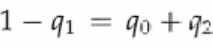 1 − q₁ = q₀ + q₂